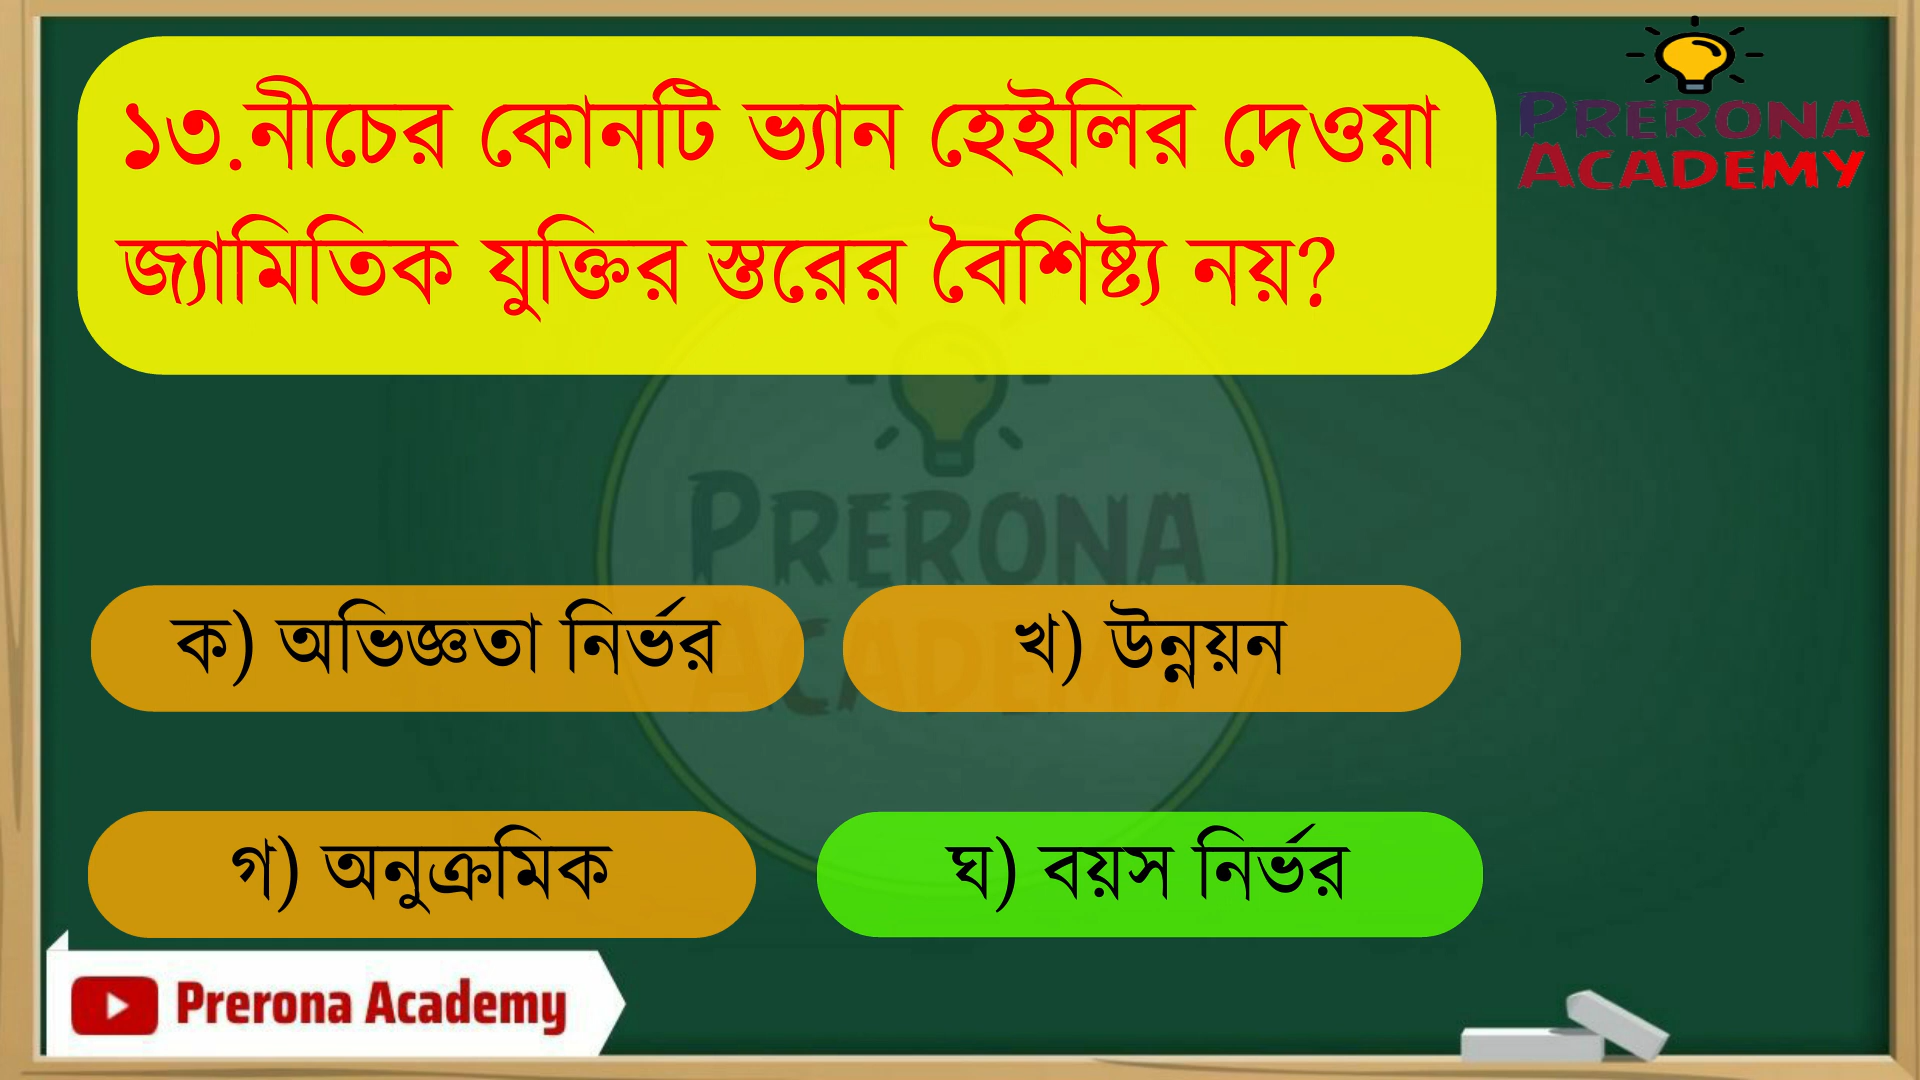 ১৩.নীচের কোনটি ভ্যান হেইলির দেওয়া
জ্যামিতিক যুক্তির স্তরের বৈশিষ্ট্য নয়?
PRERONA
ACADEMY
PRERONA
ACADEMY
ক) অভিজ্ঞতা নির্ভর
খ) উন্নয়ন
গ) অনুক্রমিক
ঘ) বয়স নির্ভর
Prerona Academy